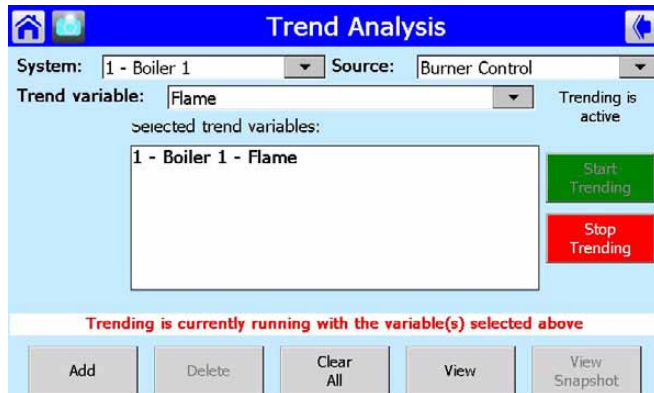 Trend Analysis
System: 1 - Boiler 1 Source: Burner Control
Trend variable: Flame
Trending is
active
Selected trend variables:
1 - Boiler 1 - Flame
Start
Trending
Stop
Trending
Trending is currently running with the variable(s) selected above
Add
Delete
Clear
All
View
View
Snapshot